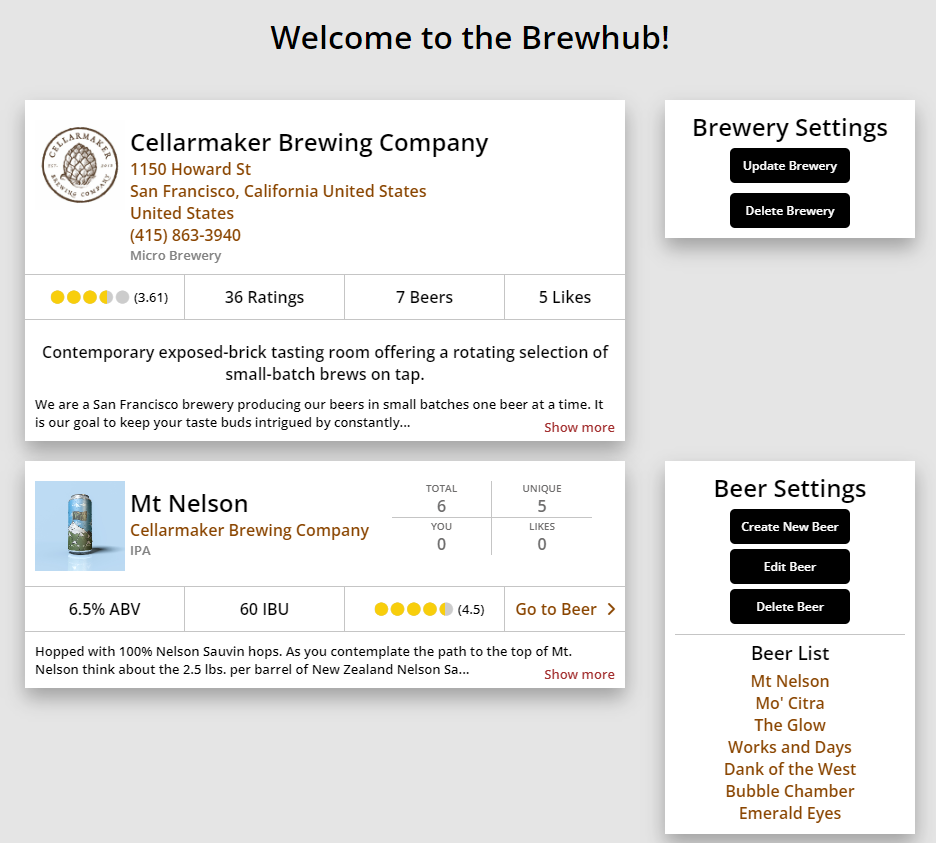 Welcome to the Brewhub!
CELLARMAKER
BREWING COMPANY
Cellarmaker Brewing Company
1150 Howard St
San Francisco, California United States
United States
(415) 863-3940
Micro Brewery
(3.61)
36 Ratings
7 Beers
5 Likes
Contemporary exposed-brick tasting room offering a rotating selection of
small-batch brews on tap.
We are a San Francisco brewery producing our beers in small batches one beer at a time. It
is our goal to keep your taste buds intrigued by constantly...
Show more
Brewery Settings
Update Brewery
Delete Brewery
Mt Nelson
Cellarmaker Brewing Company
IPA
TOTAL
6
UNIQUE
5
YOU
0
LIKES
0
6.5% ABV
60 IBU
(4.5)
Go to Beer
Hopped with 100% Nelson Sauvin hops. As you contemplate the path to the top of Mt.
Nelson think about the 2.5 lbs. per barrel of New Zealand Nelson Sa...
Show more
Beer Settings
Create New Beer
Edit Beer
Delete Beer
Beer List
Mt Nelson
Mo' Citra
The Glow
Works and Days
Dank of the West
Bubble Chamber
Emerald Eyes